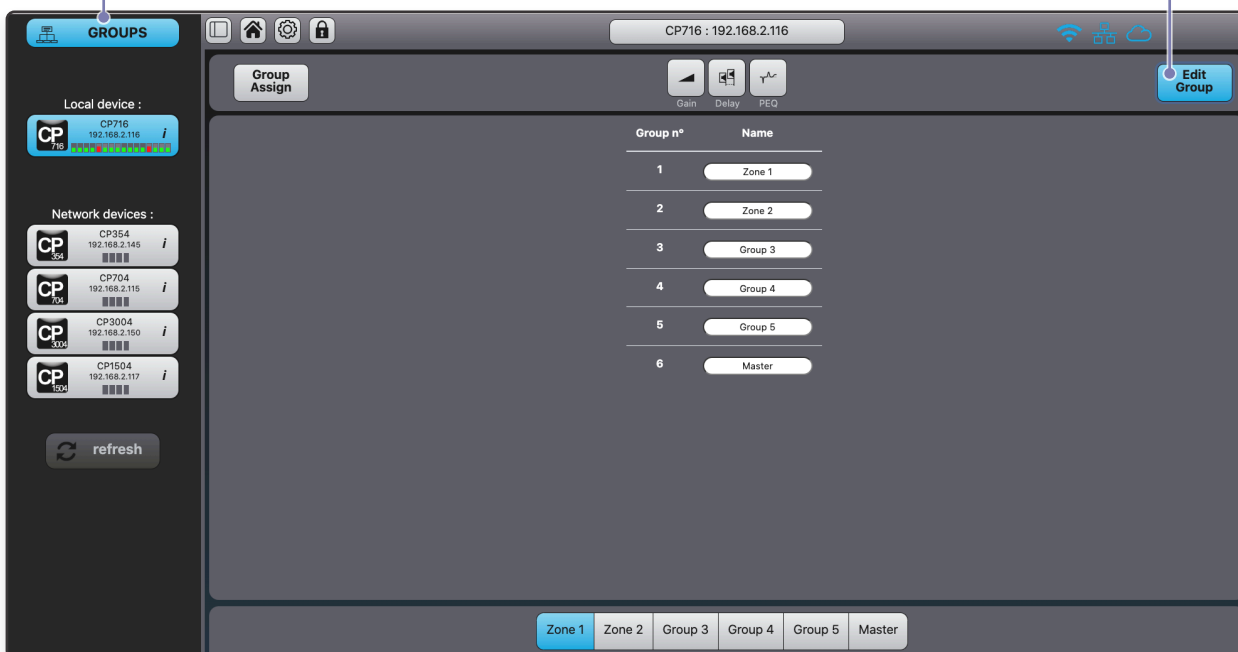 GROUPS
CP716 : 192.168.2.116
Group
Assign
Gain
Delay
PEQ
Edit
Group
Local device :
CP
716
CP716
192.168.2.116
i
Network devices :
CP
354
CP354
192.168.2.145
i
CP
704
CP704
192.168.2.115
i
CP
3004
CP3004
192.168.2.150
i
CP
1504
CP1504
192.168.2.117
i
refresh
Group nº Name
1 Zone 1
2 Zone 2
3 Group 3
4 Group 4
5 Group 5
6 Master
Zone 1 Zone 2 Group 3 Group 4 Group 5 Master